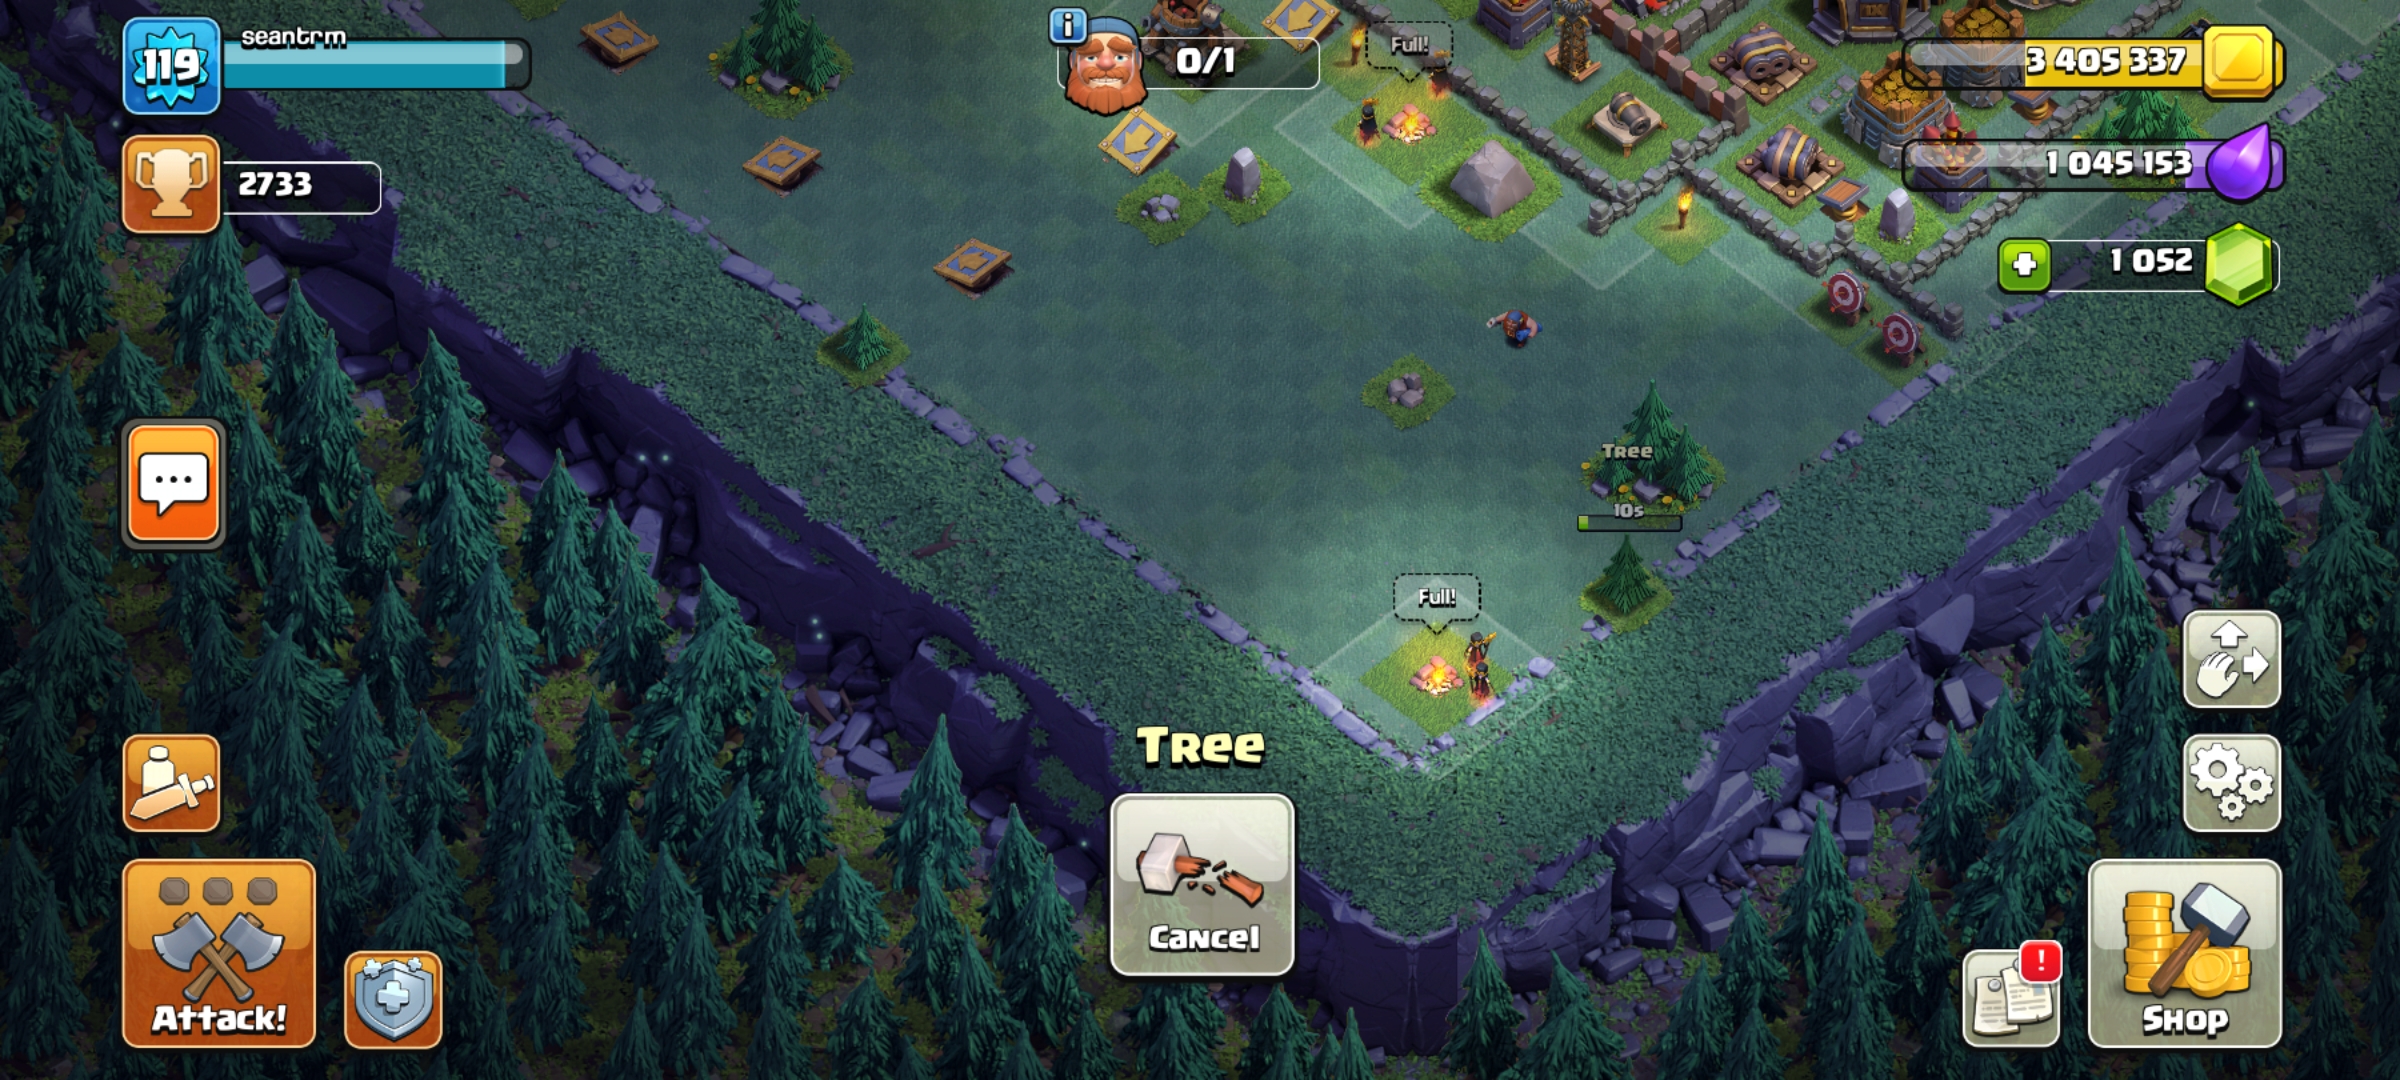 119
seantrm
i
0/1
Full!
3 405 337
2733
1 045 153
1 052
Tree
10s
Full!
Tree
Cancel
Attack!
!
Shop